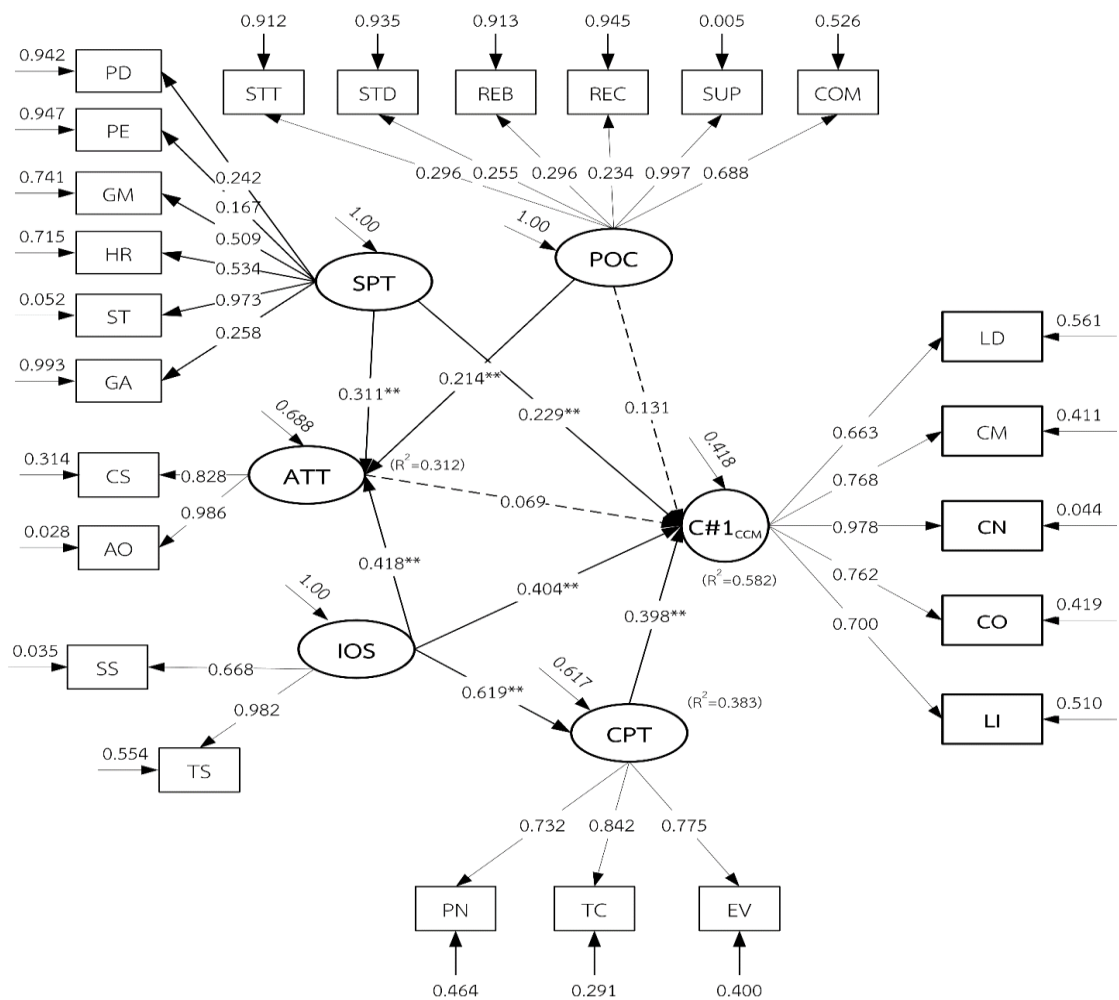 0.912 0.935 0.913 0.945 0.005 0.526
0.942 PD STT STD REB REC SUP COM
0.947 PE
0.242 0.296 0.255 0.296 0.234 0.997 0.688
0.741 GM
0.167
0.509
0.715 HR
0.534
1.00 SPT
1.00 POC
0.052 ST
0.973
0.258
0.993 GA
LD 0.561
0.311** 0.214** 0.229** 0.131
0.663
CM 0.411
0.688 ATT (R²=0.312)
0.418
0.768
0.314 CS 0.828
0.069
0.986
0.028 AO
C#1CCM
(R²=0.582)
0.978 CN 0.044
0.418** 0.404** 0.398**
0.762
CO 0.419
0.700
1.00 IOS
0.035 SS 0.668
0.619**
0.617 CPT (R²=0.383)
0.982
LI 0.510
0.554 TS
0.732 0.842 0.775
PN TC EV
0.464 0.291 0.400